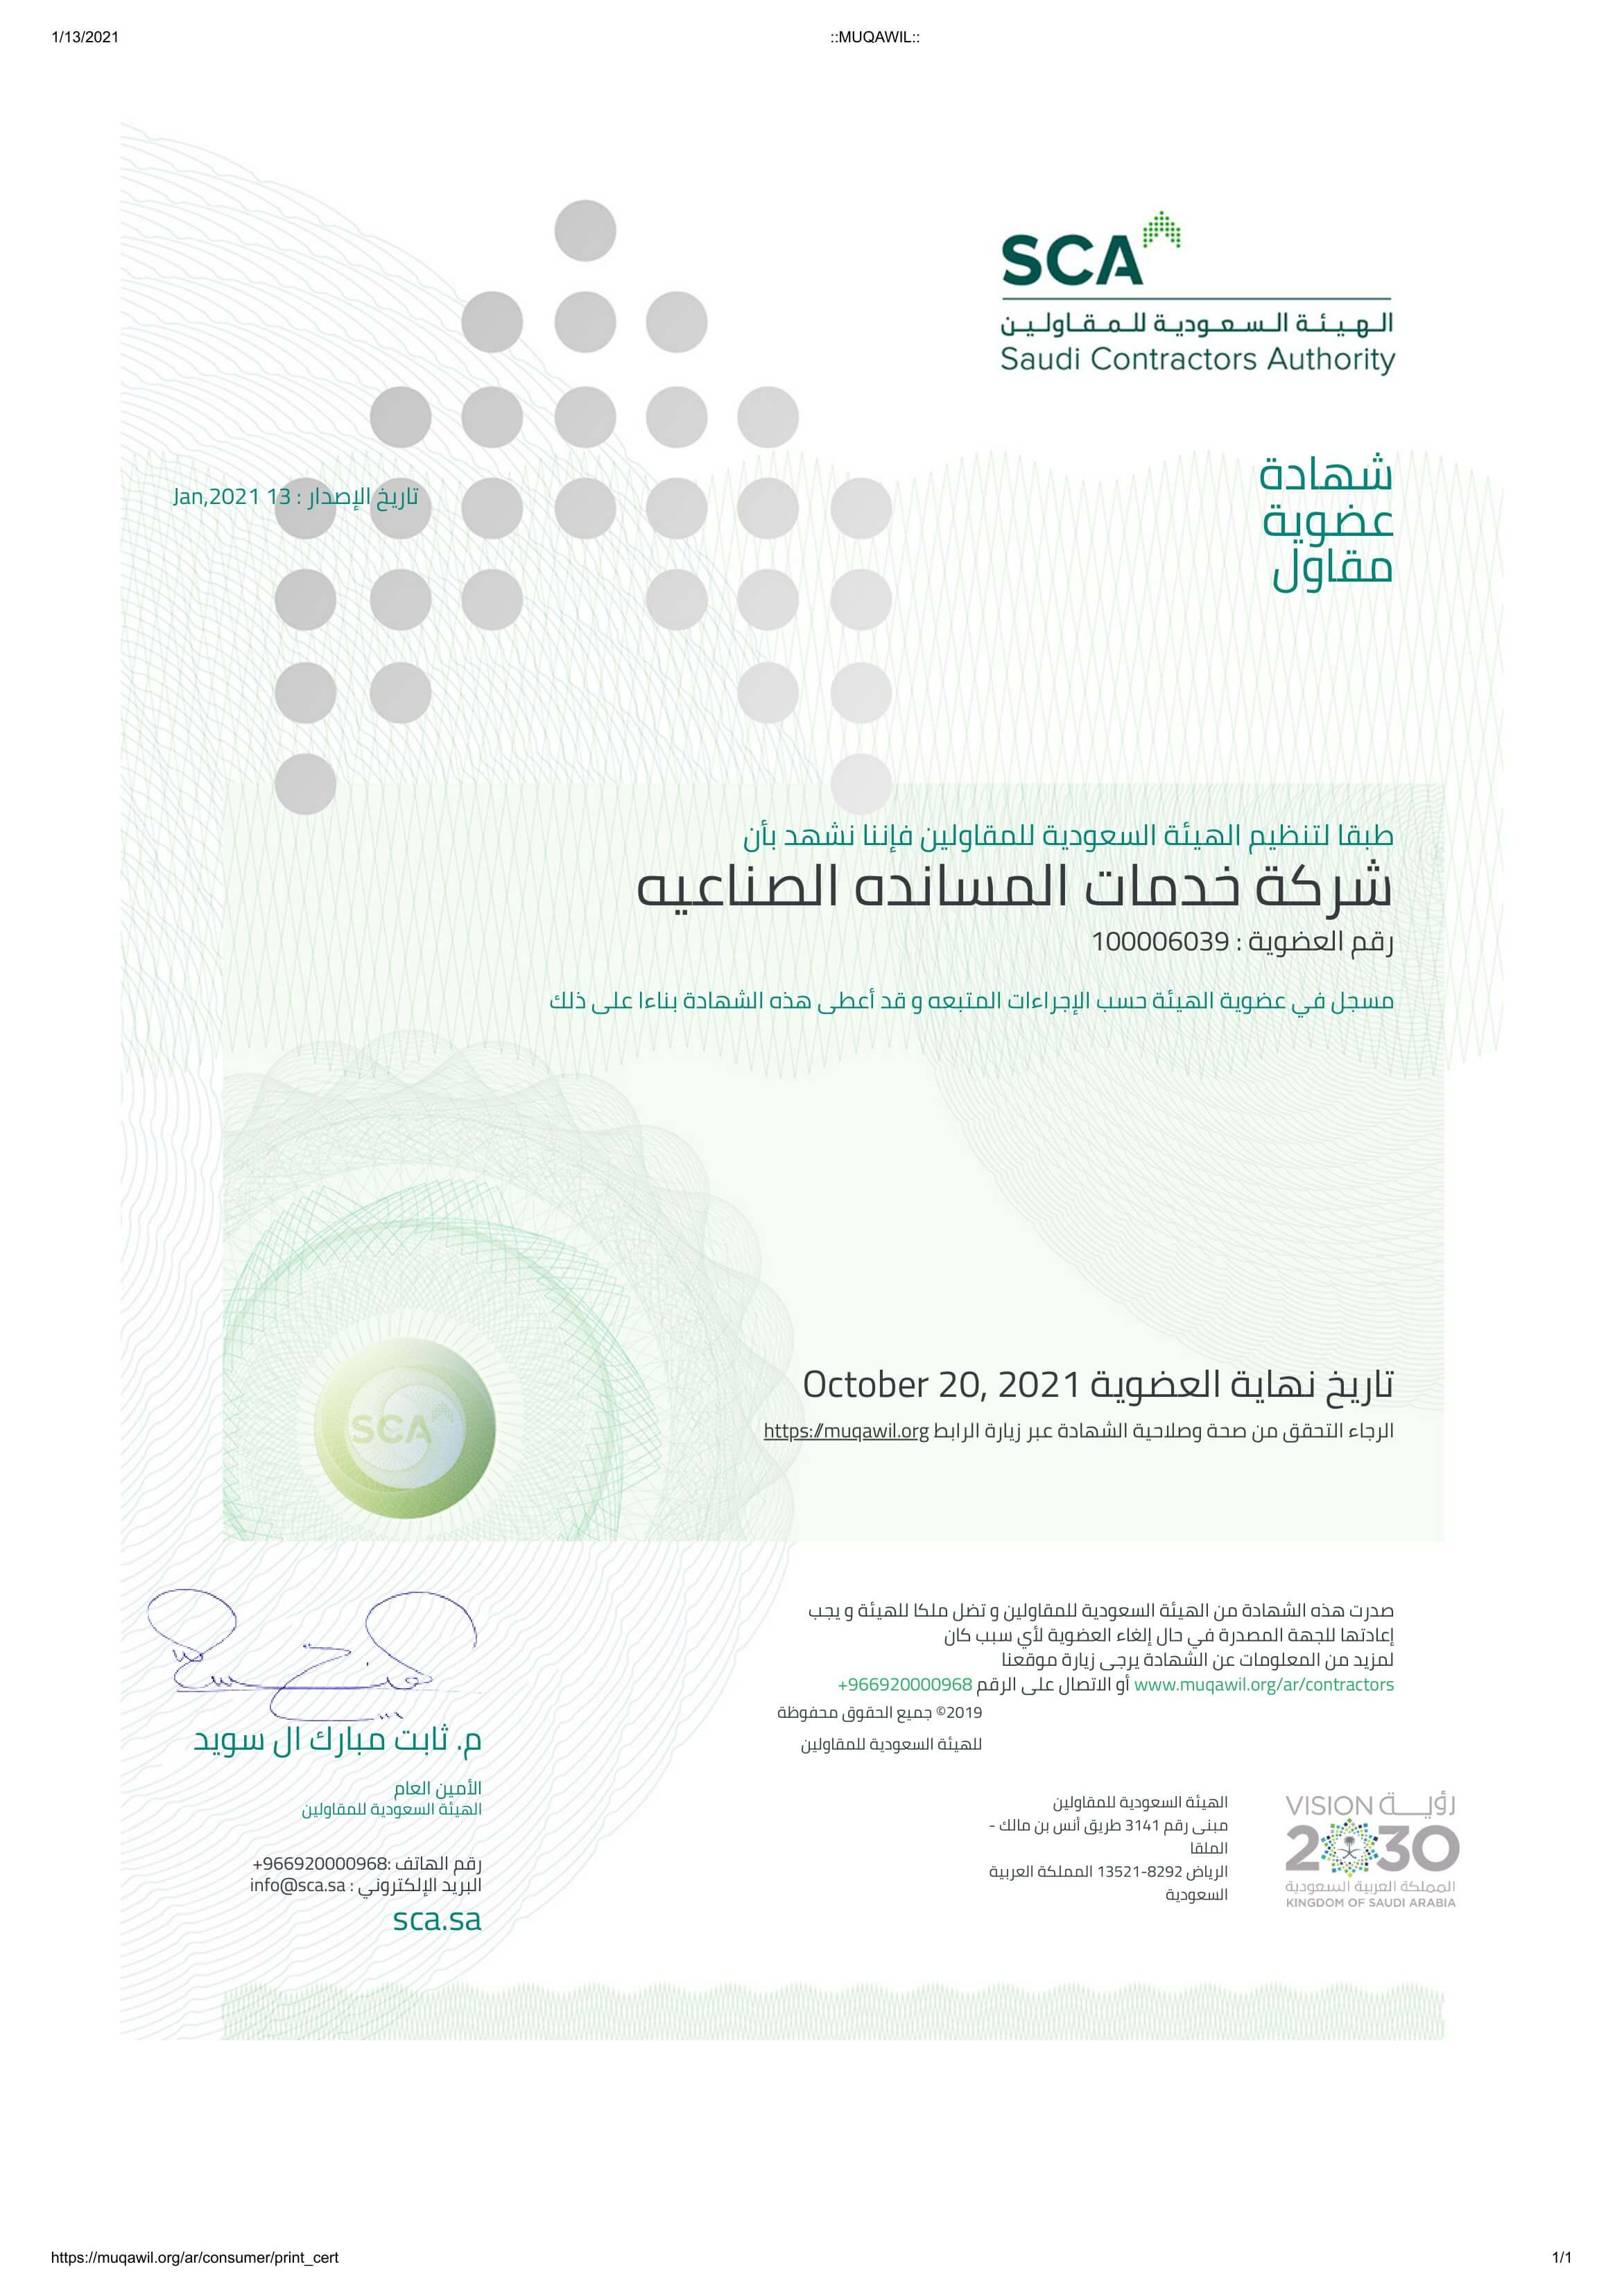 1/13/2021
::MUQAWIL::
SCA
الهيئة السعودية للمقاولين
Saudi Contractors Authority
شهادة
عضوية
مقاول
تاريخ الإصدار : 13 Jan,2021
طبقا لتنظيم الهيئة السعودية للمقاولين فإننا نشهد بأن
شركة خدمات المسانده الصناعيه
رقم العضوية : 100006039
مسجل في عضوية الهيئة حسب الإجراءات المتبعه و قد أعطى هذه الشهادة بناءا على ذلك
تاريخ نهاية العضوية October 20, 2021
الرجاء التحقق من صحة وصلاحية الشهادة عبر زيارة الرابط https://muqawil.org
SCA
صدرت هذه الشهادة من الهيئة السعودية للمقاولين و تضل ملكا للهيئة و يجب
إعادتها للجهة المصدرة في حال إلغاء العضوية لأي سبب كان
لمزيد من المعلومات عن الشهادة يرجى زيارة موقعنا
www.muqawil.org/ar/contractors أو الاتصال على الرقم 966920000968+
2019© جميع الحقوق محفوظة
للهيئة السعودية للمقاولين
م. ثابت مبارك ال سويد
الأمين العام
الهيئة السعودية للمقاولين
رقم الهاتف :966920000968+
البريد الإلكتروني : info@sca.sa
sca.sa
الهيئة السعودية للمقاولين
مبنى رقم 3141 طريق أنس بن مالك -
الملقا
الرياض 8292-13521 المملكة العربية
السعودية
VISION رؤيــة
2030
المملكة العربية السعودية
KINGDOM OF SAUDI ARABIA
https://muqawil.org/ar/consumer/print_cert
1/1